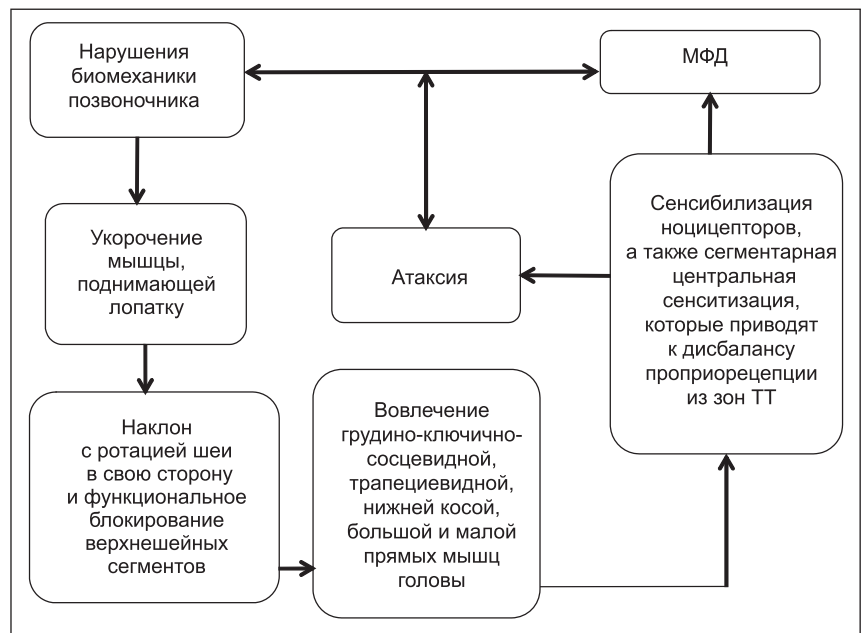 Нарушения
биомеханики
позвоночника
МФД
Укорочение
мышцы,
поднимающей
лопатку
Атаксия
Сенсибилизация
ноцицепторов,
а также сегментарная
центральная
сенситизация,
которые приводят
к дисбалансу
проприорецепции
из зон ТТ
Наклон
с ротацией шеи
в свою сторону
и функциональное
блокирование
верхнешейных
сегментов
Вовлечение
грудино-ключично-
сосцевидной,
трапециевидной,
нижней косой,
большой и малой
прямых мышц
головы